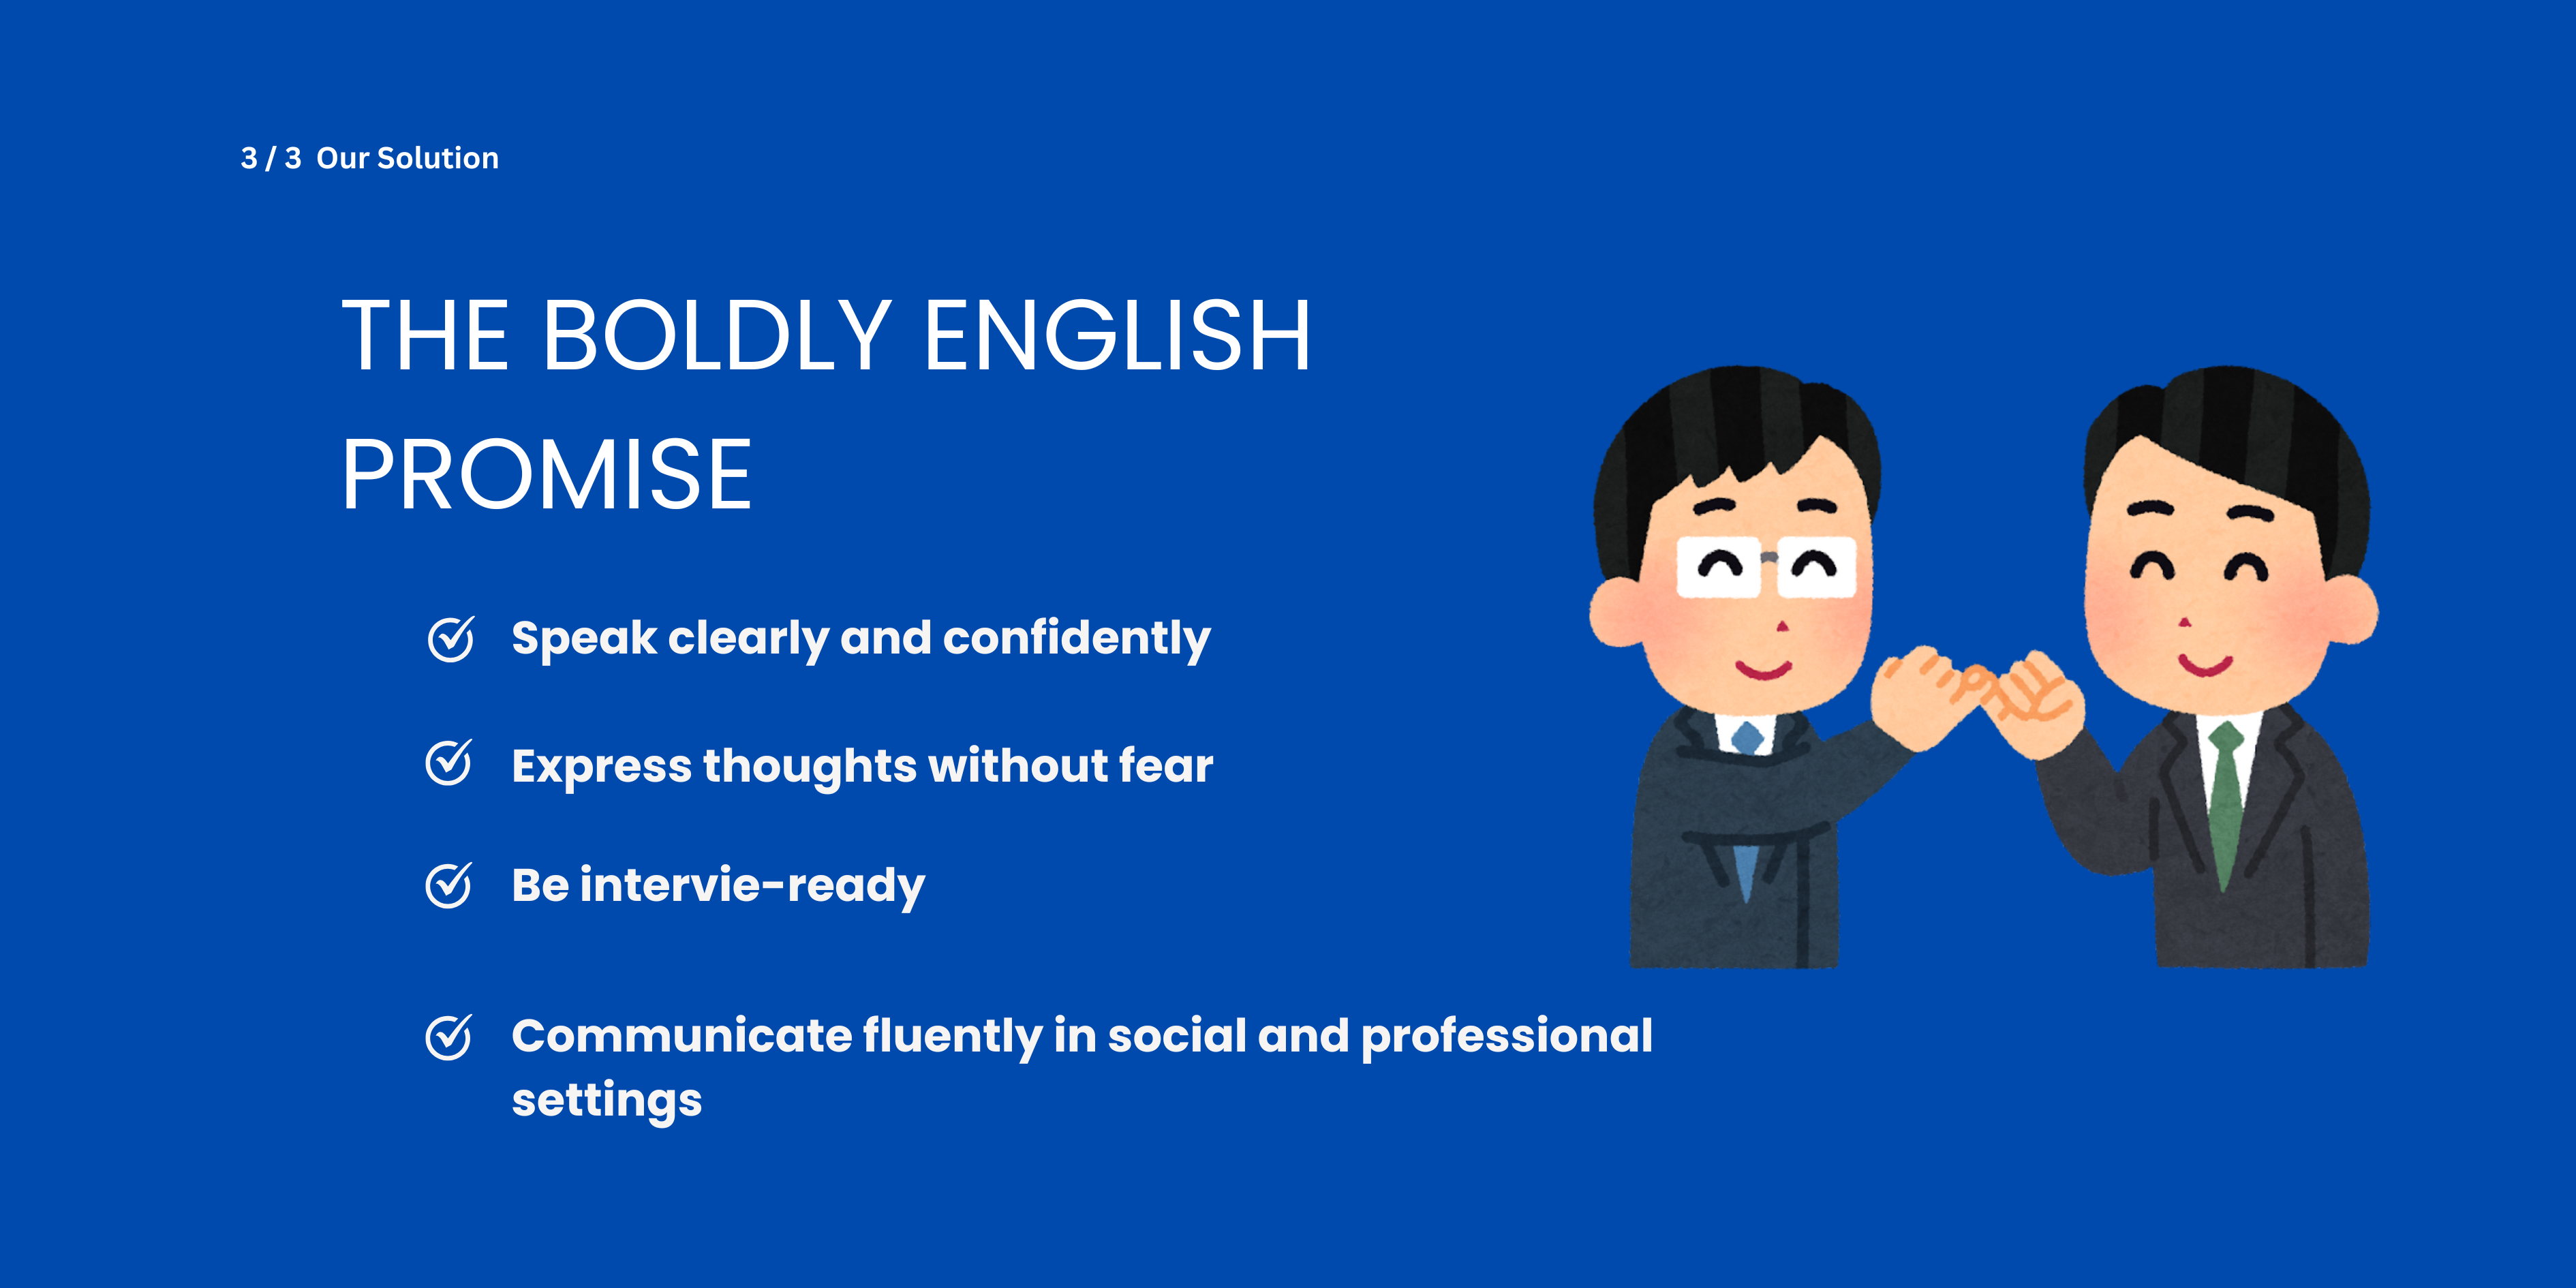 3 / 3 Our Solution
THE BOLDLY ENGLISH
PROMISE
Speak clearly and confidently
Express thoughts without fear
Be intervie-ready
Communicate fluently in social and professional
settings